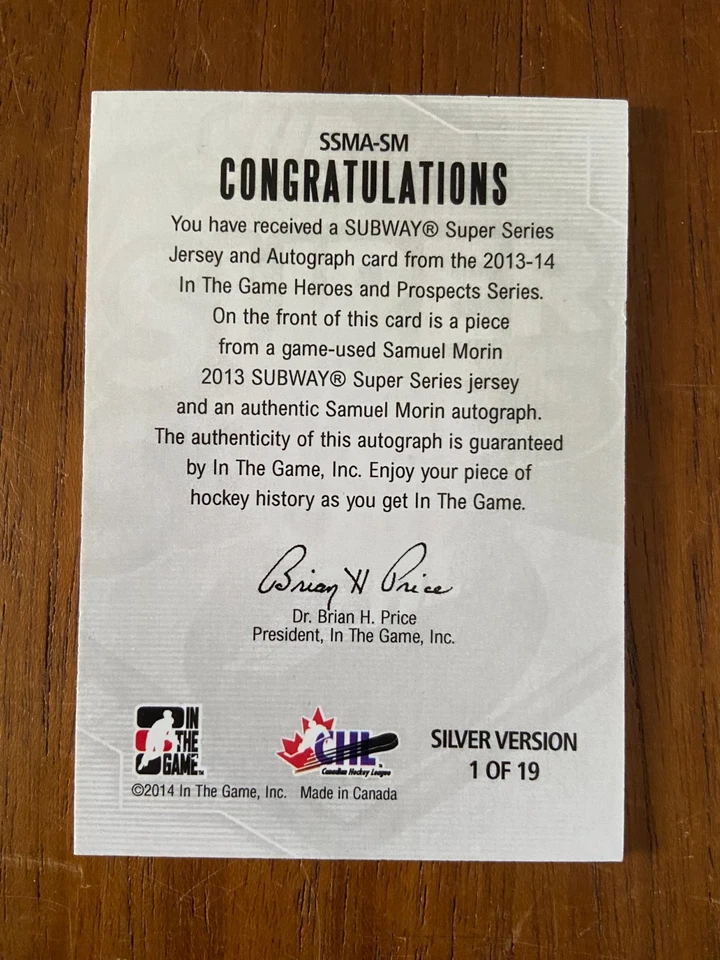 SSMA-SM
CONGRATULATIONS
You have received a SUBWAY® Super Series
Jersey and Autograph card from the 2013-14
In The Game Heroes and Prospects Series.
On the front of this card is a piece
from a game-used Samuel Morin
2013 SUBWAY® Super Series jersey
and an authentic Samuel Morin autograph.
The authenticity of this autograph is guaranteed
by In The Game, Inc. Enjoy your piece of
hockey history as you get In The Game.
Brian H Price
Dr. Brian H. Price
President, In The Game, Inc.
IN
THE
GAME™
CHL™
Canadian Hockey League
SILVER VERSION
1 OF 19
©2014 In The Game, Inc. Made in Canada